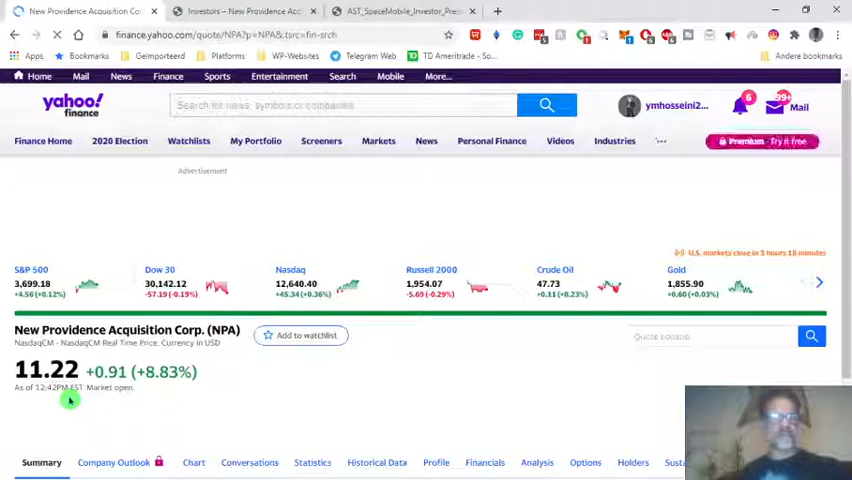 New Providence Acquisition Co
Investors – New Providence Acc
AST_SpaceMobile_Investor_Pres
finance.yahoo.com/quote/NPA?p=NPA&.tsrc=fin-srch
Apps Bookmarks Geimporteerd Platforms WP-Websites Telegram Web TD Ameritrade - So... Andere bookmarks
Home Mail News Finance Sports Entertainment Search Mobile More...
yahoo!
finance
Search for news, symbols or companies
ymhosseini2... 6 29+ Mail
Finance Home 2020 Election Watchlists My Portfolio Screeners Markets News Personal Finance Videos Industries ... Premium - Try it free
Advertisement
U.S. markets close in 3 hours 16 minutes
S&P 500 Dow 30 Nasdaq Russell 2000 Crude Oil Gold
3,699.18 30,142.12 12,640.40 1,954.07 47.73 1,855.90
+4.56 (+0.12%) -57.19 (-0.19%) +45.34 (+0.36%) -5.69 (-0.29%) +0.11 (+0.23%) +0.60 (+0.03%)
New Providence Acquisition Corp. (NPA) Add to watchlist
NasdaqCM - NasdaqCM Real Time Price. Currency in USD
Quote Lookup
11.22 +0.91 (+8.83%)
As of 12:42PM EST. Market open.
Summary Company Outlook Chart Conversations Statistics Historical Data Profile Financials Analysis Options Holders Susta